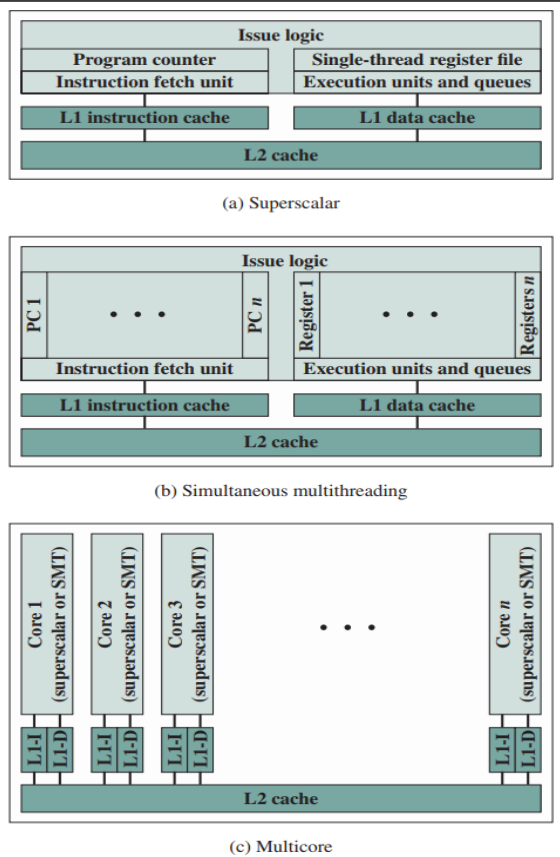 Issue logic
Program counter
Single-thread register file
Instruction fetch unit
Execution units and queues
L1 instruction cache
L1 data cache
L2 cache
(a) Superscalar
Issue logic
PC 1
• • •
PC n
Register 1
• • •
Registers n
Instruction fetch unit
Execution units and queues
L1 instruction cache
L1 data cache
L2 cache
(b) Simultaneous multithreading
Core 1
(superscalar or SMT)
Core 2
(superscalar or SMT)
Core 3
(superscalar or SMT)
• • •
Core n
(superscalar or SMT)
L1-I
L1-D
L1-I
L1-D
L1-I
L1-D
L1-I
L1-D
L2 cache
(c) Multicore